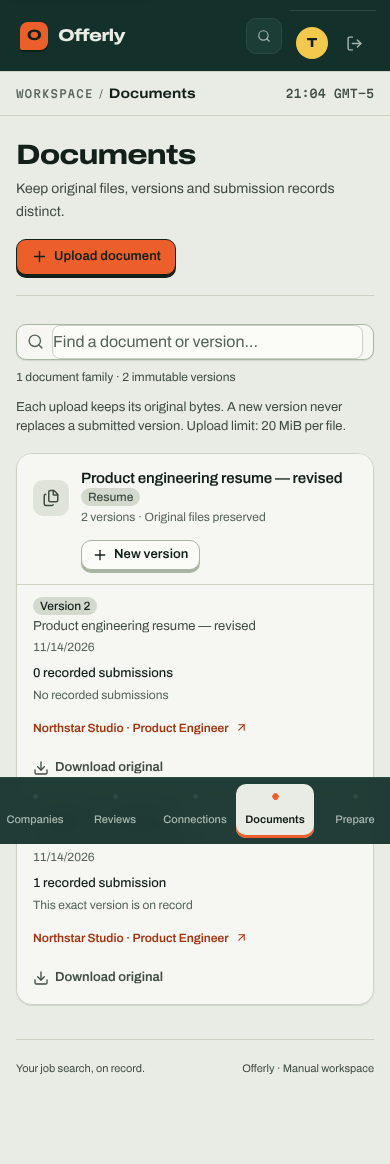 O Offerly
T
WORKSPACE / Documents 21:04 GMT-5
Documents
Keep original files, versions and submission records
distinct.
+ Upload document
Find a document or version...
1 document family · 2 immutable versions
Each upload keeps its original bytes. A new version never
replaces a submitted version. Upload limit: 20 MiB per file.
Product engineering resume — revised
Resume
2 versions · Original files preserved
+ New version
Version 2
Product engineering resume — revised
11/14/2026
0 recorded submissions
No recorded submissions
Northstar Studio · Product Engineer
Download original
Companies Reviews Connections Documents Prepare
11/14/2026
1 recorded submission
This exact version is on record
Northstar Studio · Product Engineer
Download original
Your job search, on record. Offerly · Manual workspace